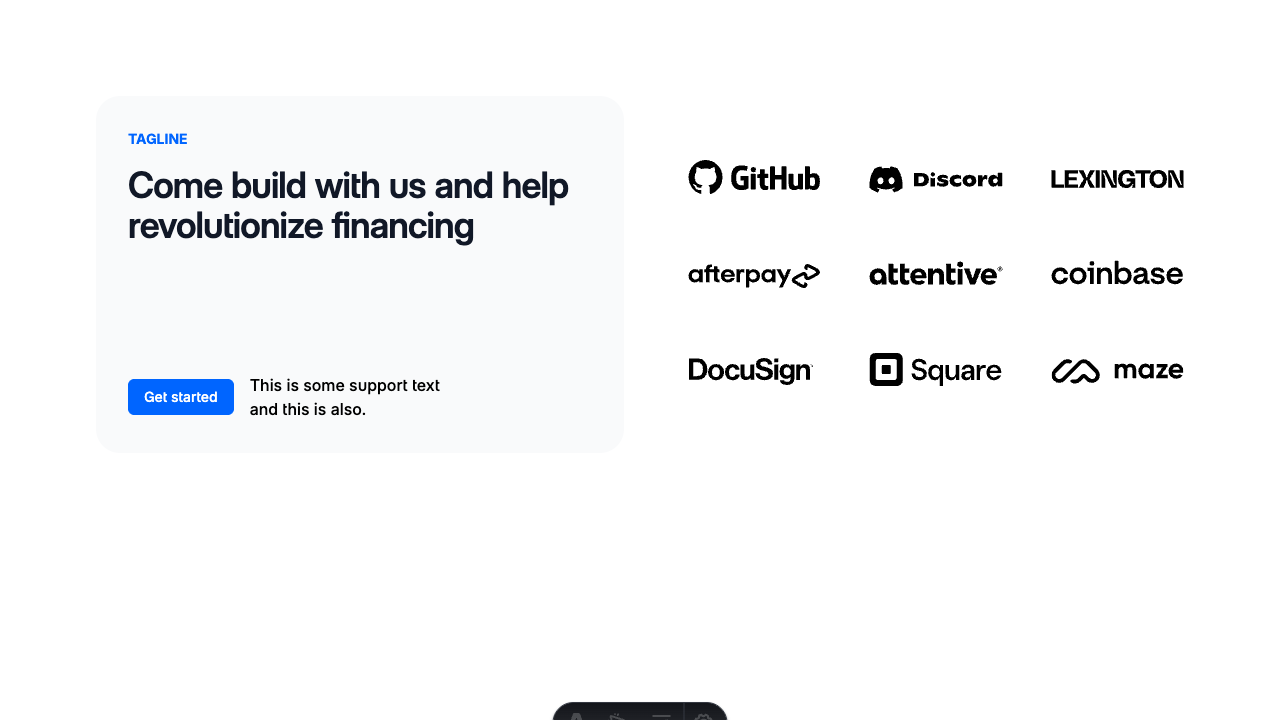 TAGLINE
Come build with us and help
revolutionize financing
Get started
This is some support text
and this is also.
GitHub
Discord
LEXINGTON
afterpay
attentive®
coinbase
DocuSign
Square
maze